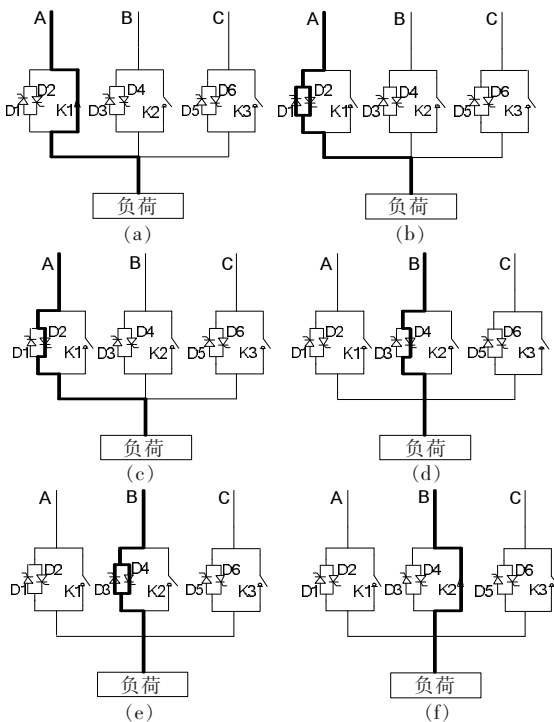 A B C
D2 D4 D6
D1 K1 D3 K2 D5 K3
负荷
(a)
A B C
D2 D4 D6
D1 K1 D3 K2 D5 K3
负荷
(b)
A B C
D2 D4 D6
D1 K1 D3 K2 D5 K3
负荷
(c)
A B C
D2 D4 D6
D1 K1 D3 K2 D5 K3
负荷
(d)
A B C
D2 D4 D6
D1 K1 D3 K2 D5 K3
负荷
(e)
A B C
D2 D4 D6
D1 K1 D3 K2 D5 K3
负荷
(f)